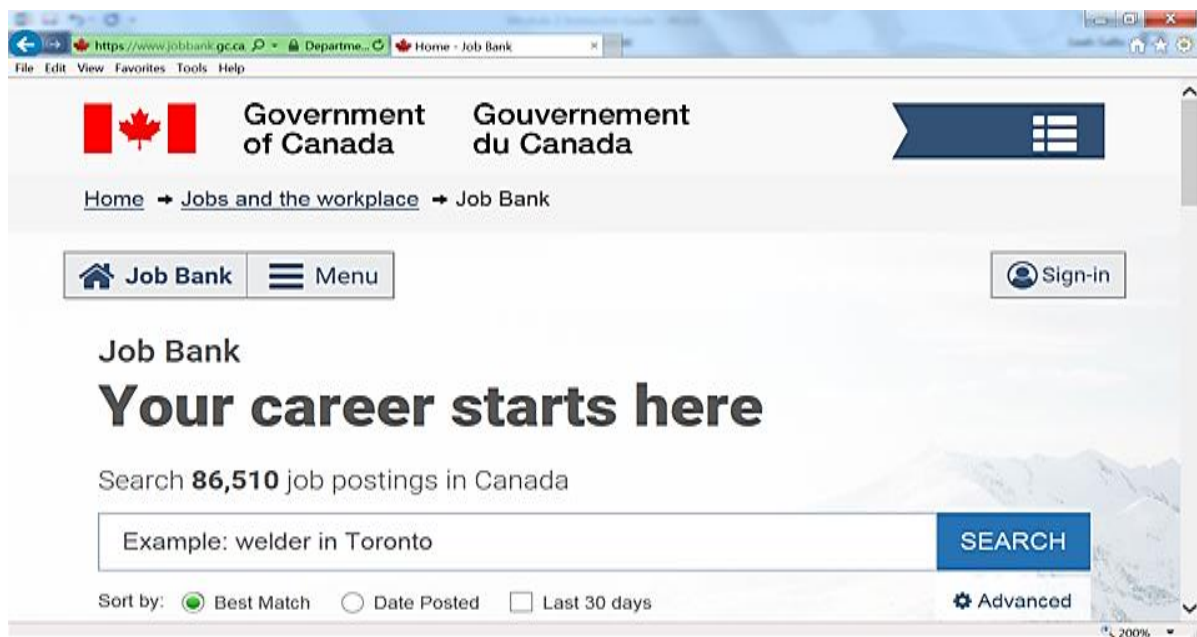 https://www.jobbank.gc.ca
Departme...
Home - Job Bank
File Edit View Favorites Tools Help
Government of Canada
Gouvernement du Canada
Home → Jobs and the workplace → Job Bank
Job Bank
Menu
Sign-in
Job Bank
Your career starts here
Search 86,510 job postings in Canada
Example: welder in Toronto
SEARCH
Sort by: Best Match Date Posted Last 30 days
Advanced
200%